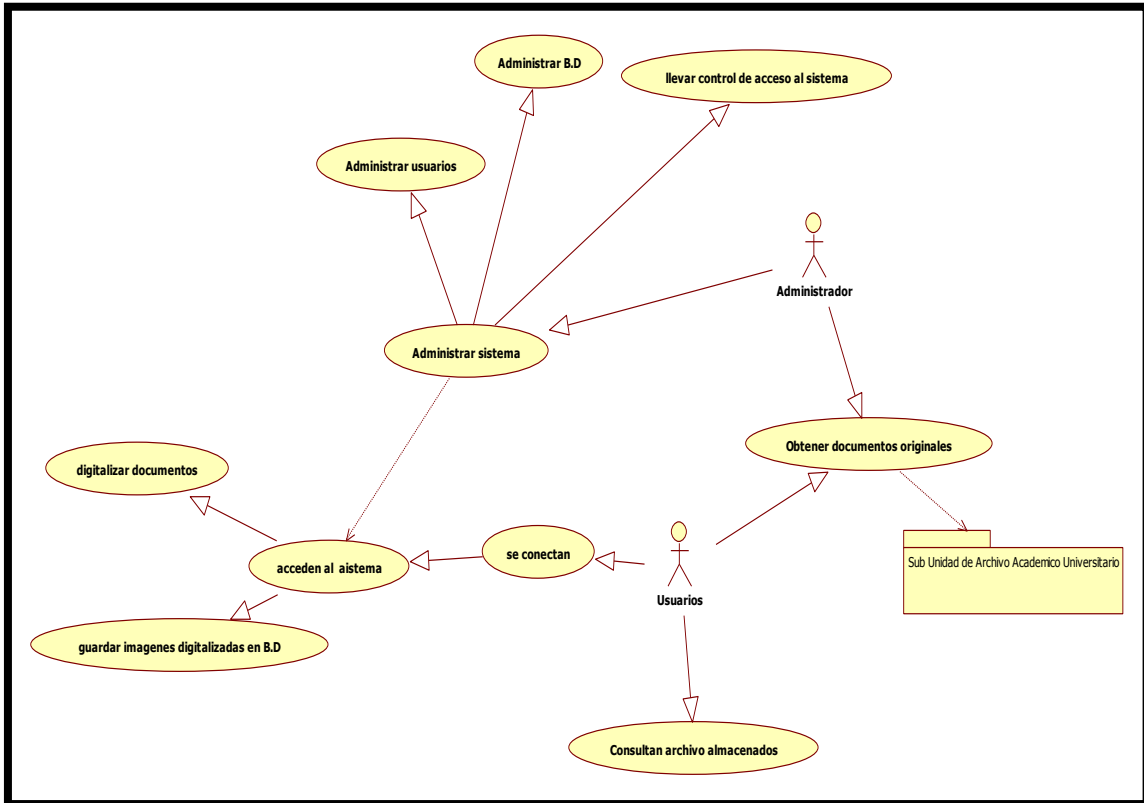 Administrar B.D
llevar control de acceso al sistema
Administrar usuarios
Administrador
Administrar sistema
Obtener documentos originales
digitalizar documentos
se conectan
acceden al aistema
Sub Unidad de Archivo Academico Universitario
Usuarios
guardar imagenes digitalizadas en B.D
Consultan archivo almacenados